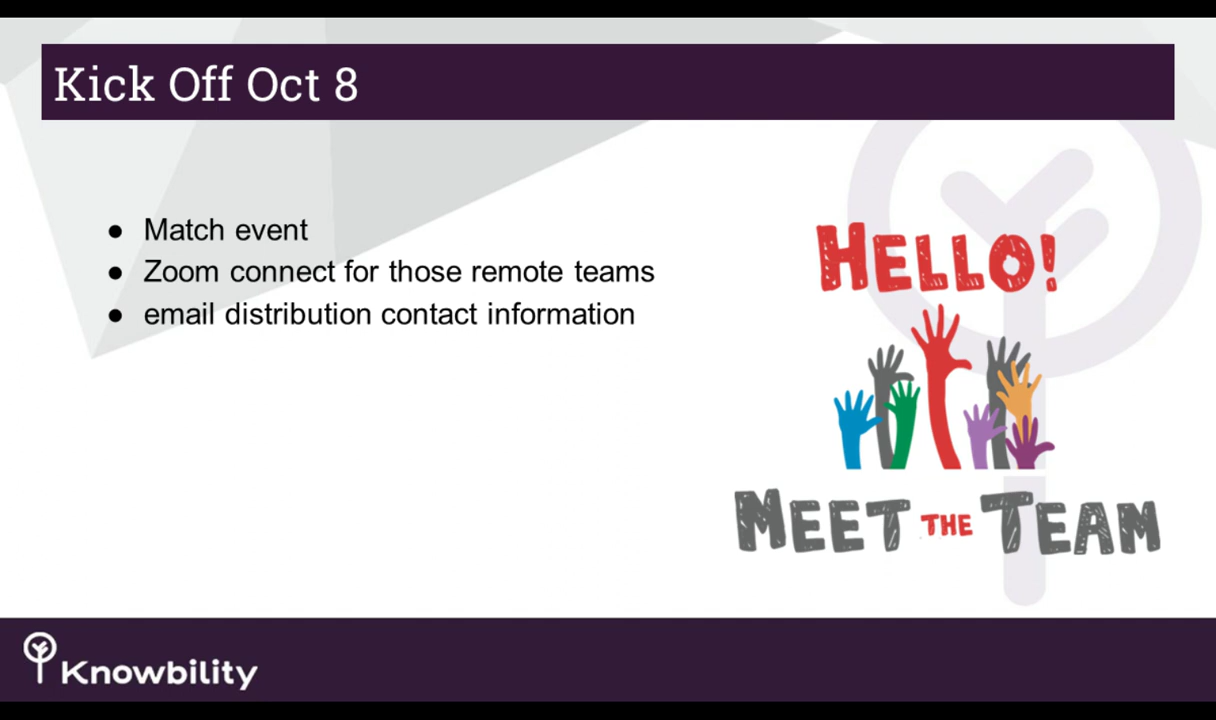 Kick Off Oct 8
● Match event
● Zoom connect for those remote teams
● email distribution contact information
HELLO!
MEET THE TEAM
Knowbility